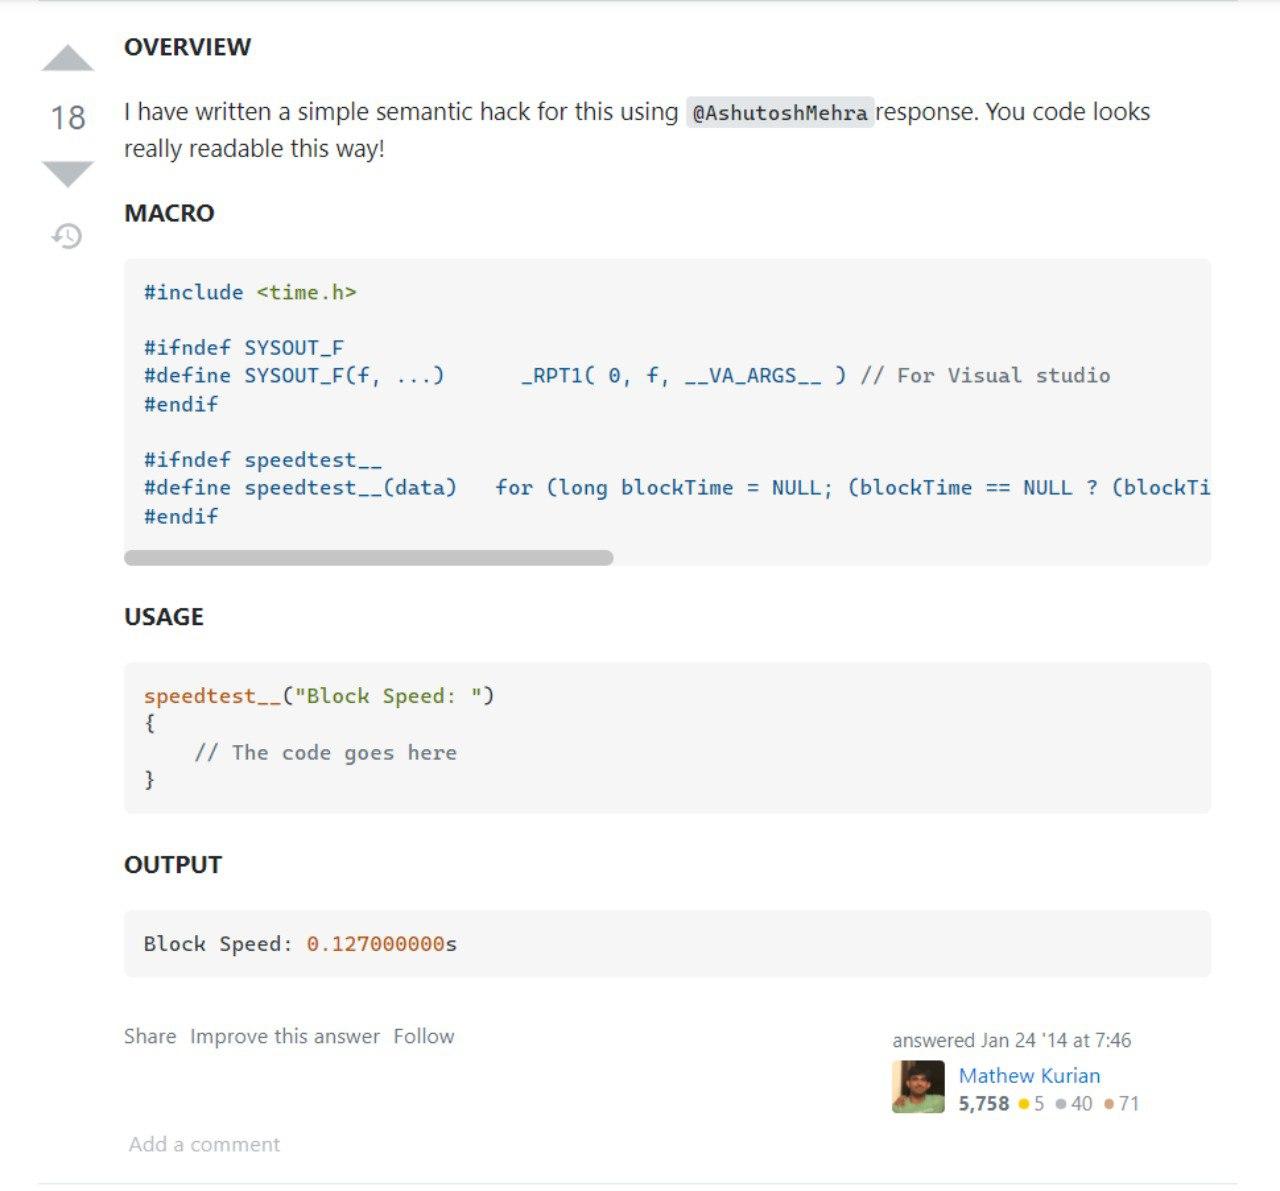 OVERVIEW
18
I have written a simple semantic hack for this using @AshutoshMehra response. You code looks
really readable this way!
MACRO
#include <time.h>
#ifndef SYSOUT_F
#define SYSOUT_F(f, ...)      _RPT1( 0, f, __VA_ARGS__ ) // For Visual studio
#endif
#ifndef speedtest__
#define speedtest__(data)   for (long blockTime = NULL; (blockTime == NULL ? (blockTi
#endif
USAGE
speedtest__("Block Speed: ")
{
    // The code goes here
}
OUTPUT
Block Speed: 0.127000000s
Share Improve this answer Follow
answered Jan 24 '14 at 7:46
Mathew Kurian
5,758 5 40 71
Add a comment